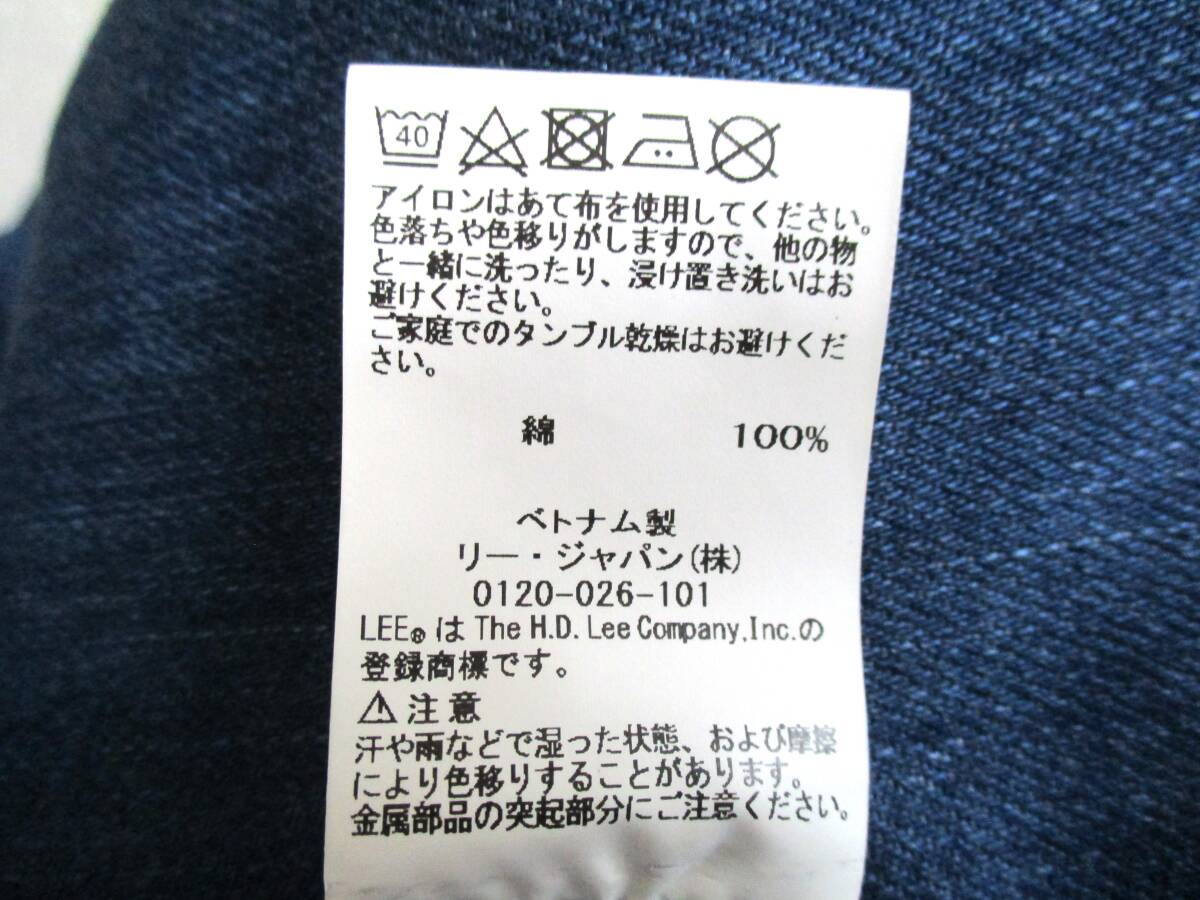 40
アイロンはあて布を使用してください。
色落ちや色移りがしますので、他の物
と一緒に洗ったり、浸け置き洗いはお
避けください。
ご家庭でのタンブル乾燥はお避けくだ
さい。
綿 100%
ベトナム製
リー・ジャパン(株)
0120-026-101
LEE®はThe H.D. Lee Company,Inc.の
登録商標です。
⚠注意
汗や雨などで湿った状態、および摩擦
により色移りすることがあります。
金属部品の突起部分にご注意ください。